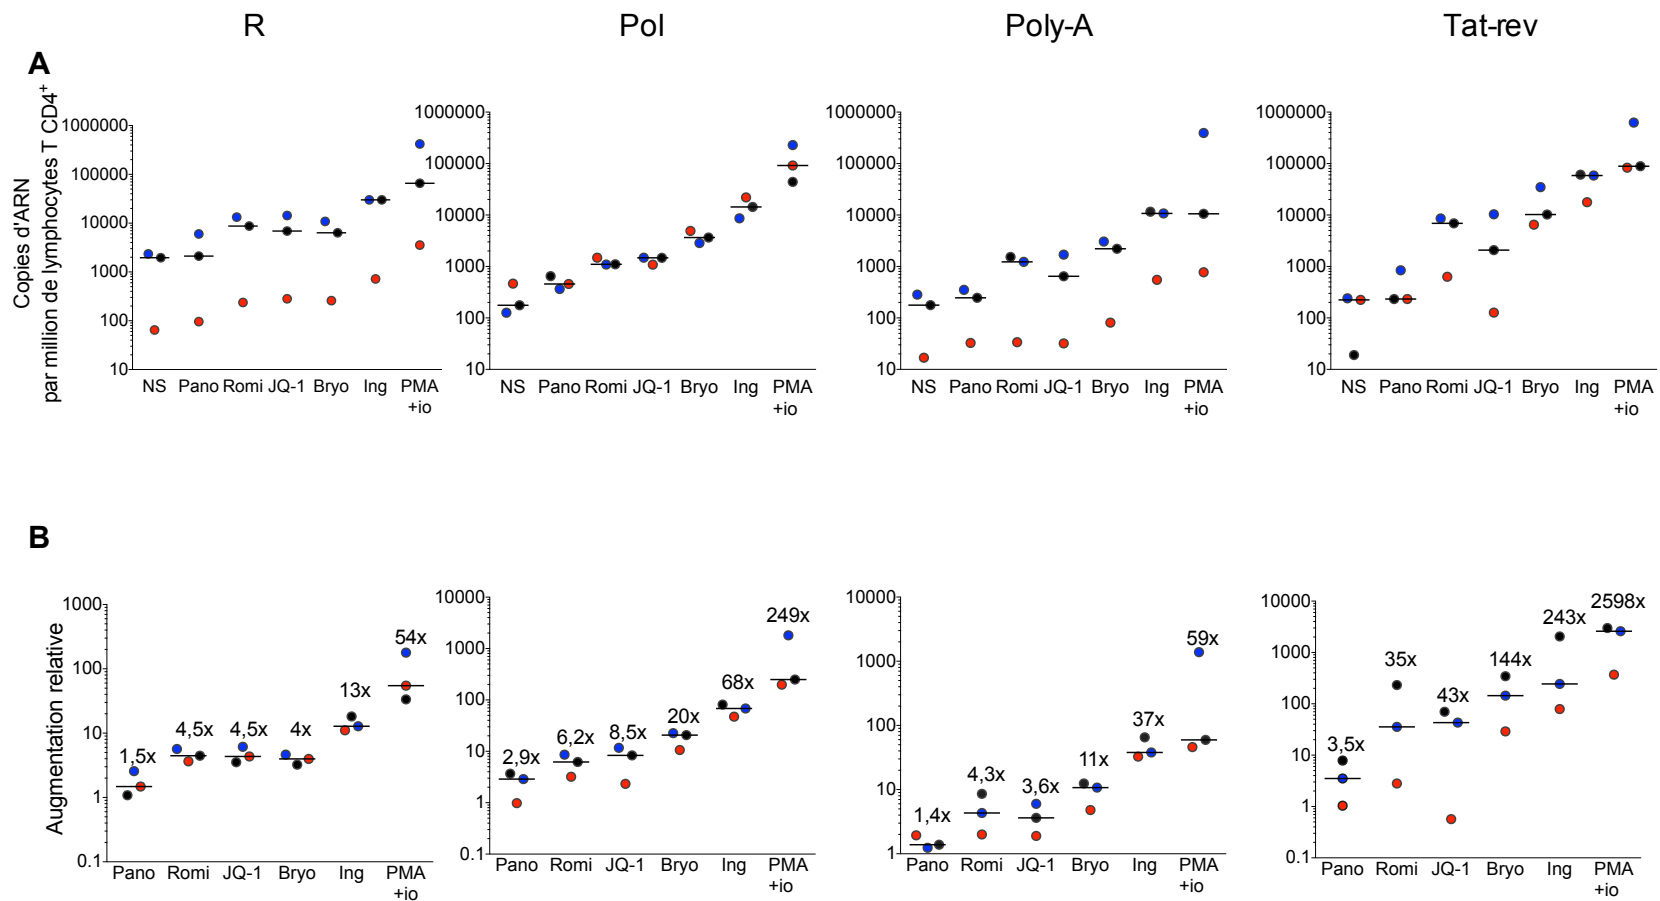 R Pol Poly-A Tat-rev
A
Copies d'ARN
par million de lymphocytes T CD4+
1000000 1000000 1000000 1000000
100000 100000 100000 100000
10000 10000 10000 10000
1000 1000 1000 1000
100 100 100 100
10 10 10 10
NS Pano Romi JQ-1 Bryo Ing PMA +io
NS Pano Romi JQ-1 Bryo Ing PMA +io
NS Pano Romi JQ-1 Bryo Ing PMA +io
NS Pano Romi JQ-1 Bryo Ing PMA +io
B
Augmentation relative
1000
100
10
1
0.1
1,5x 4,5x 4,5x 4x 13x 54x
Pano Romi JQ-1 Bryo Ing PMA
+io
10000
1000
100
10
1
0.1
2,9x 6,2x 8,5x 20x 68x 249x
Pano Romi JQ-1 Bryo Ing PMA
+io
10000
1000
100
10
1
1,4x 4,3x 3,6x 11x 37x 59x
Pano Romi JQ-1 Bryo Ing PMA
+io
10000
1000
100
10
1
0.1
3,5x 35x 43x 144x 243x 2598x
Pano Romi JQ-1 Bryo Ing PMA
+io